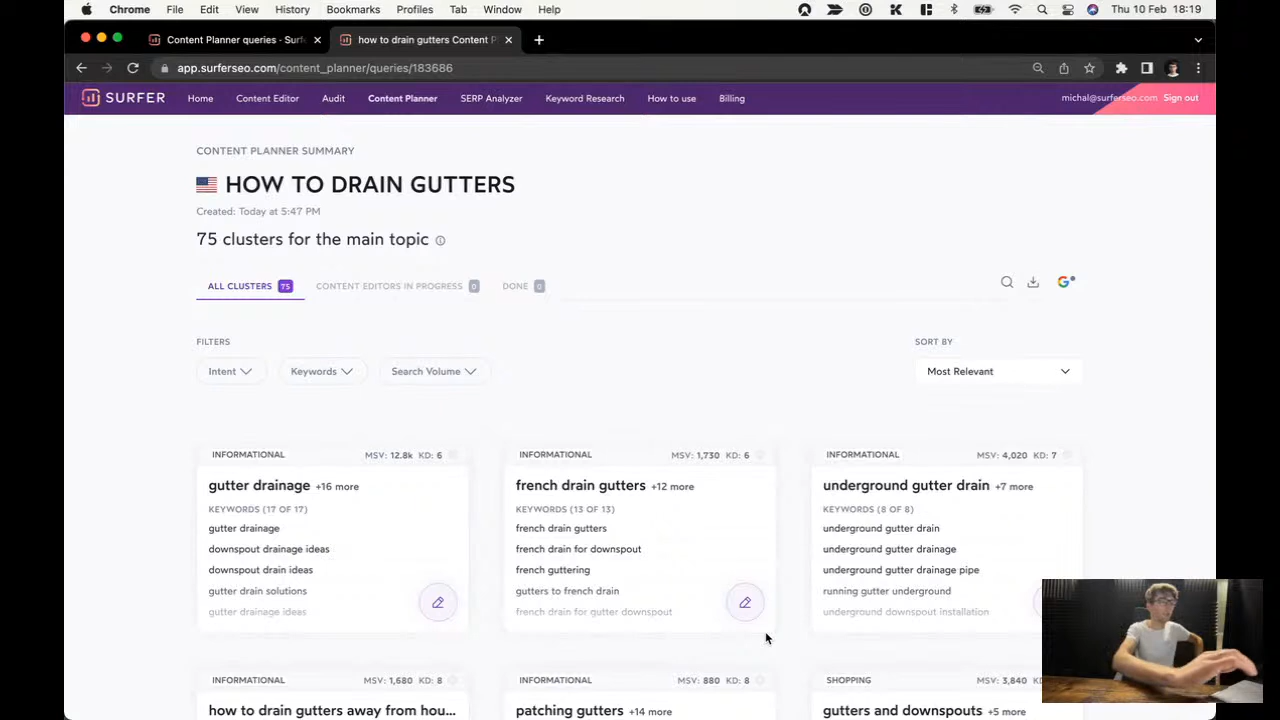 Chrome File Edit View History Bookmarks Profiles Tab Window Help Thu 10 Feb 18:19
Content Planner queries - Surf how to drain gutters Content P
app.surferseo.com/content_planner/queries/183686
SURFER Home Content Editor Audit Content Planner SERP Analyzer Keyword Research How to use Billing michal@surferseo.com Sign out
CONTENT PLANNER SUMMARY
HOW TO DRAIN GUTTERS
Created: Today at 5:47 PM
75 clusters for the main topic
ALL CLUSTERS 75 CONTENT EDITORS IN PROGRESS 0 DONE 0
FILTERS SORT BY
Intent Keywords Search Volume Most Relevant
INFORMATIONAL MSV: 12.8k KD: 6 INFORMATIONAL MSV: 1,730 KD: 6 INFORMATIONAL MSV: 4,020 KD: 7
gutter drainage +16 more french drain gutters +12 more underground gutter drain +7 more
KEYWORDS (17 OF 17) KEYWORDS (13 OF 13) KEYWORDS (8 OF 8)
gutter drainage french drain gutters underground gutter drain
downspout drainage ideas french drain for downspout underground gutter drainage
downspout drain ideas french guttering underground gutter drainage pipe
gutter drain solutions gutters to french drain running gutter underground
gutter drainage ideas french drain for gutter downspout underground downspout installation
INFORMATIONAL MSV: 1,680 KD: 8 INFORMATIONAL MSV: 880 KD: 8 SHOPPING MSV: 3,840 KD:
how to drain gutters away from hou... patching gutters +14 more gutters and downspouts +5 more